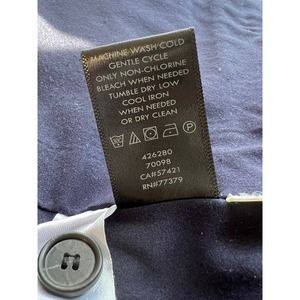 MACHINE WASH COLD
GENTLE CYCLE
ONLY NON-CHLORINE
BLEACH WHEN NEEDED
TUMBLE DRY LOW
COOL IRON
WHEN NEEDED
OR DRY CLEAN
426280
70098
CA#57421
RN#77379